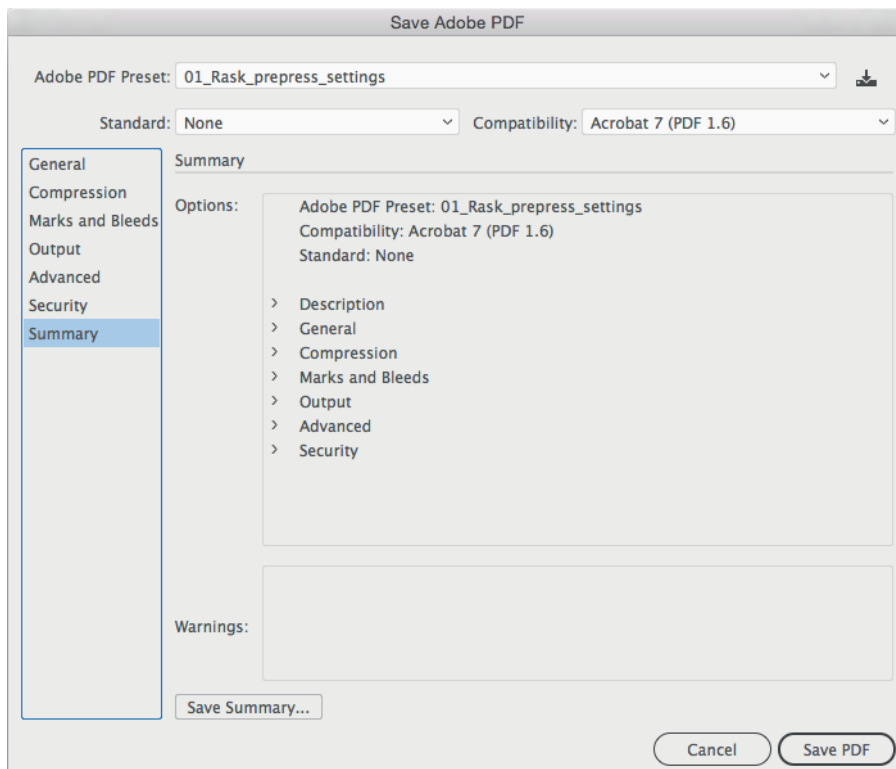 Save Adobe PDF
Adobe PDF Preset: 01_Rask_prepress_settings
Standard: None Compatibility: Acrobat 7 (PDF 1.6)
General
Compression
Marks and Bleeds
Output
Advanced
Security
Summary
Summary
Options:
Adobe PDF Preset: 01_Rask_prepress_settings
Compatibility: Acrobat 7 (PDF 1.6)
Standard: None
Description
General
Compression
Marks and Bleeds
Output
Advanced
Security
Warnings:
Save Summary...
Cancel Save PDF